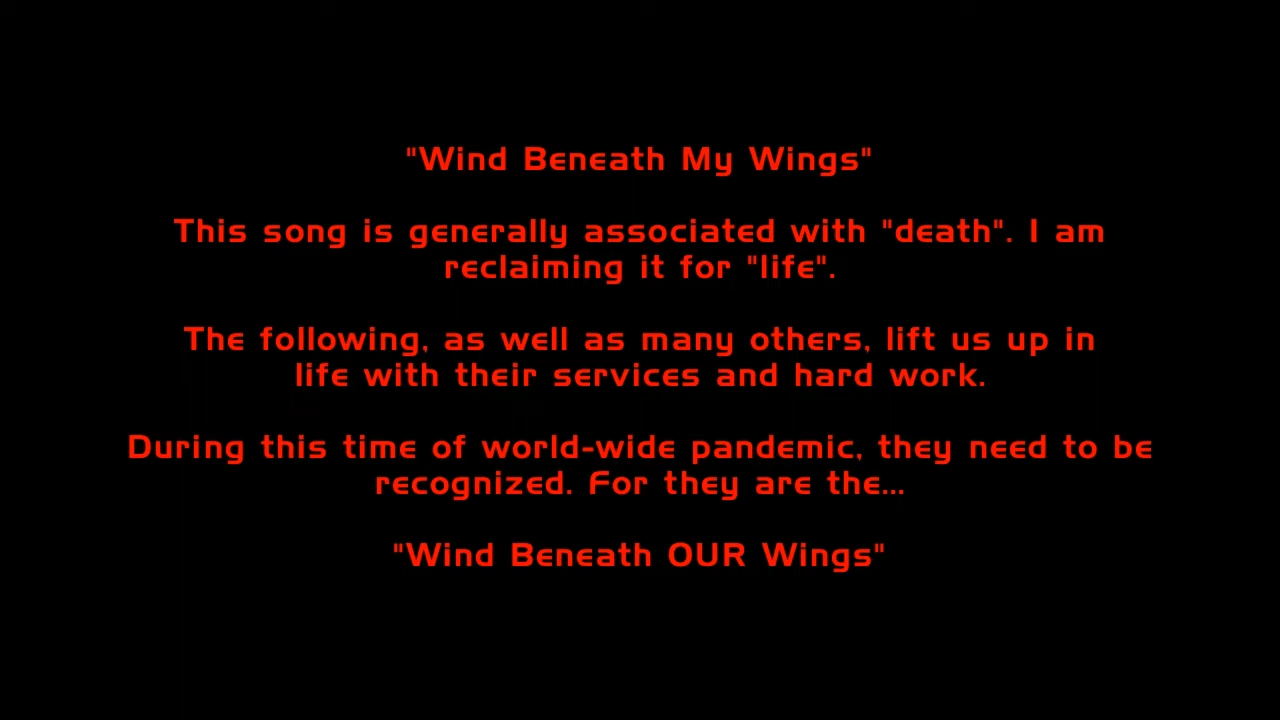 "Wind Beneath My Wings"
This song is generally associated with "death". I am
reclaiming it for "life".
The following, as well as many others, lift us up in
life with their services and hard work.
During this time of world-wide pandemic, they need to be
recognized. For they are the...
"Wind Beneath OUR Wings"